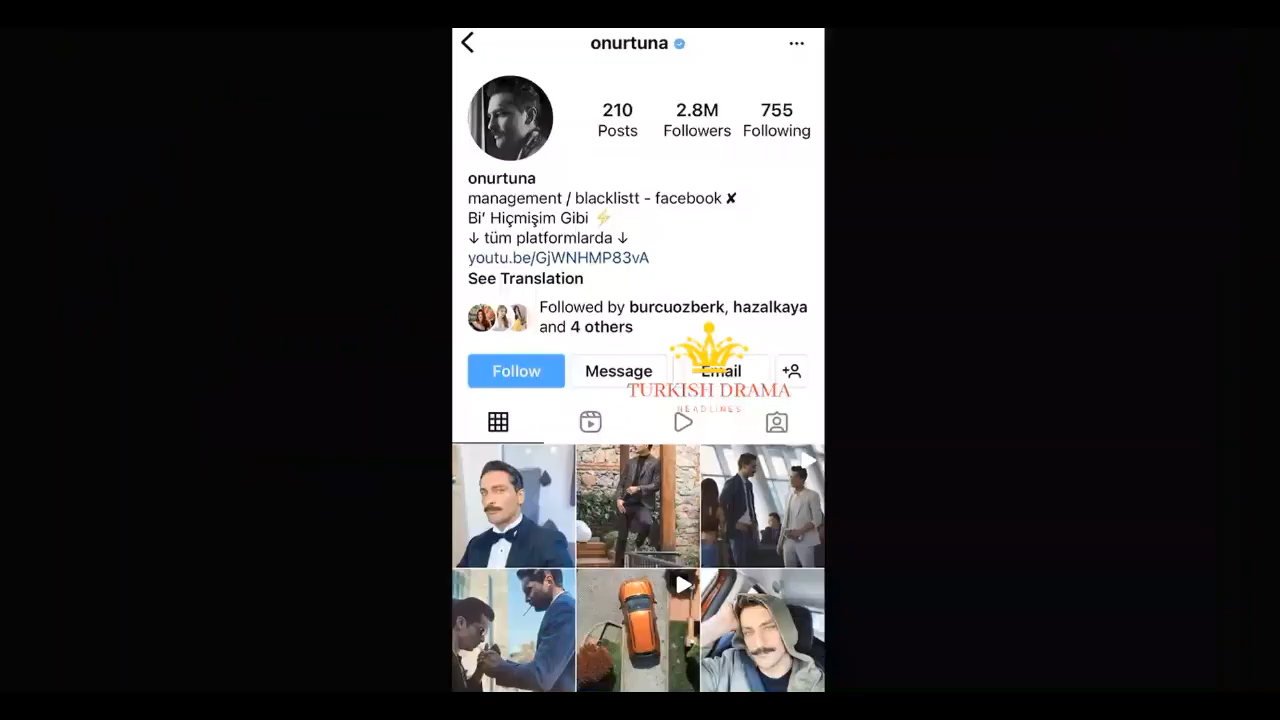 onurtuna
210 2.8M 755
Posts Followers Following
onurtuna
management / blacklistt - facebook ✘
Bi’ Hiçmişim Gibi ⚡
↓ tüm platformlarda ↓
youtu.be/GjWNHMP83vA
See Translation
Followed by burcuozberk, hazalkaya
and 4 others
Follow Message Email
TURKISH DRAMA
HEADLINES